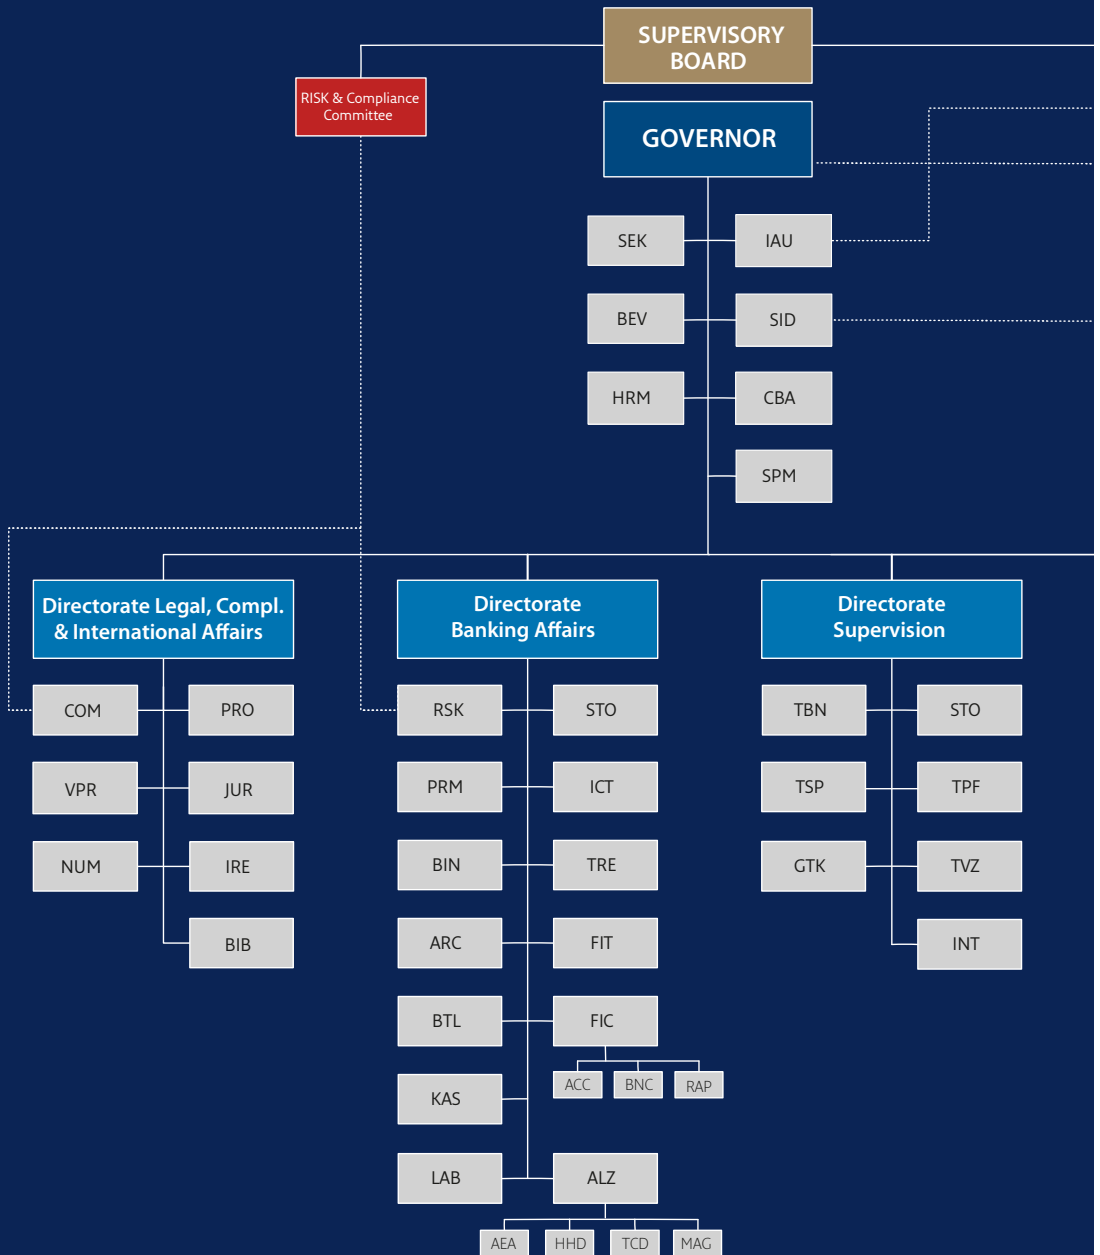 SUPERVISORY
BOARD
RISK & Compliance
Committee
GOVERNOR
SEK
IAU
BEV
SID
HRM
CBA
SPM
Directorate Legal, Compl.
& International Affairs
Directorate
Banking Affairs
Directorate
Supervision
COM
PRO
RSK
STO
TBN
STO
VPR
JUR
PRM
ICT
TSP
TPF
NUM
IRE
BIN
TRE
GTK
TVZ
BIB
ARC
FIT
INT
BTL
FIC
ACC
BNC
RAP
KAS
LAB
ALZ
AEA
HHD
TCD
MAG